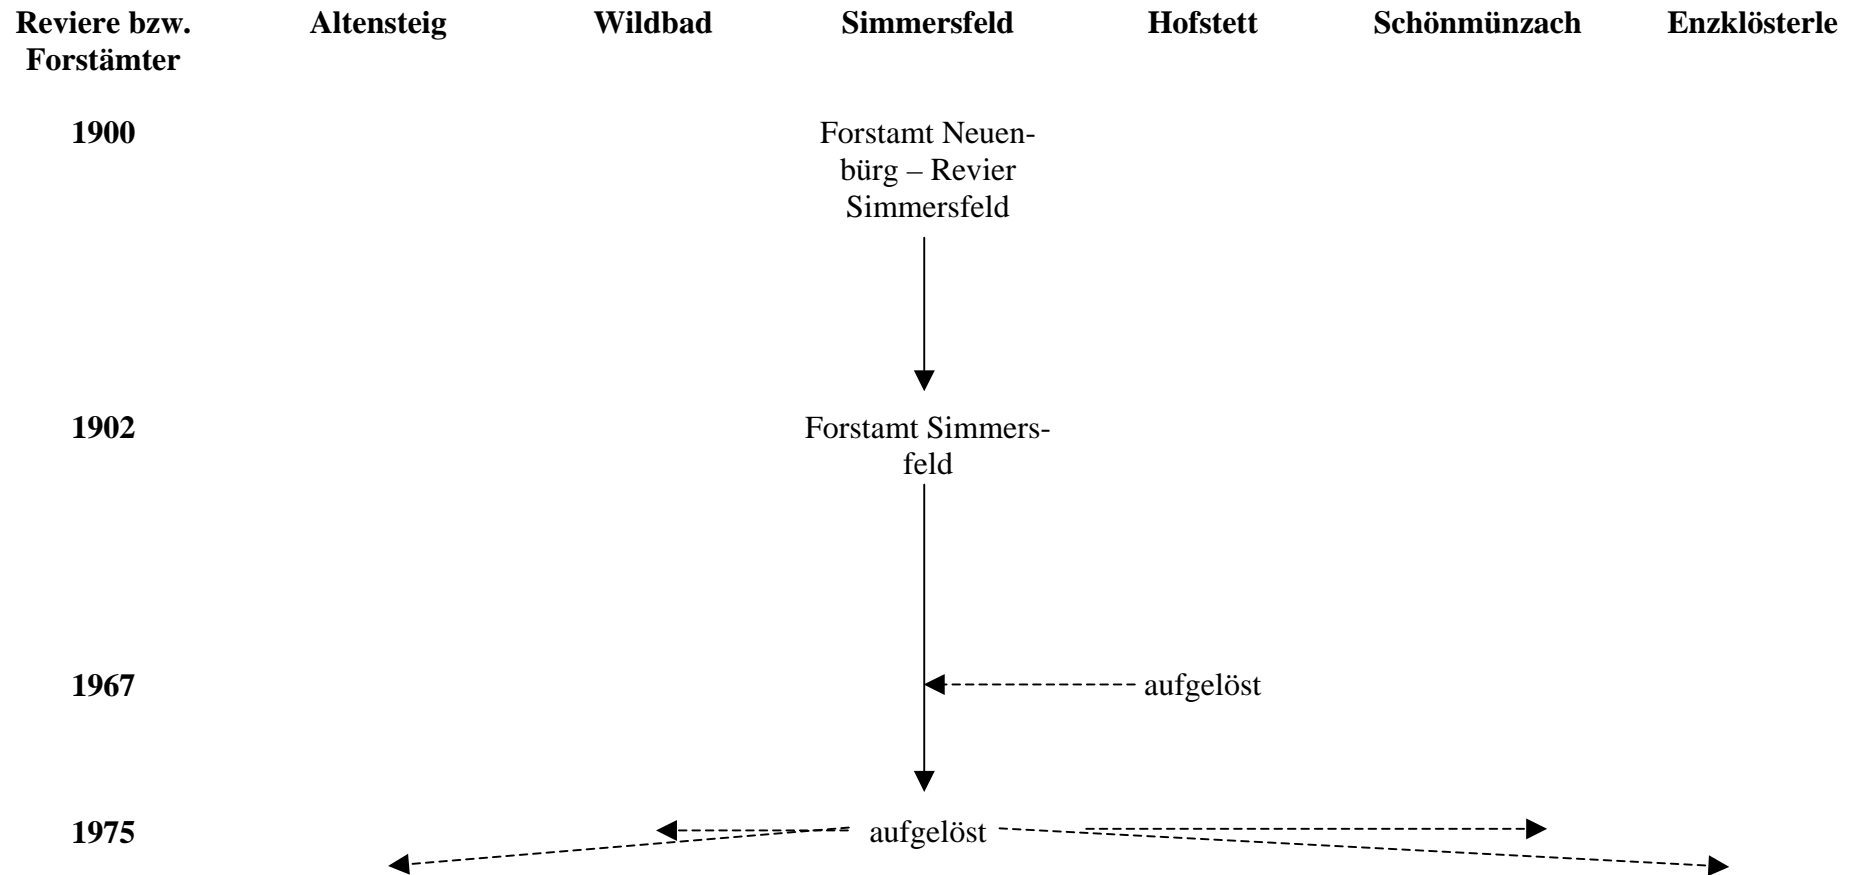 Reviere bzw. Altensteig Wildbad Simmersfeld Hofstett Schönmünzach Enzklösterle
Forstämter
1900 Forstamt Neuen-
bürg – Revier
Simmersfeld
1902 Forstamt Simmers-
feld
1967 aufgelöst
1975 aufgelöst